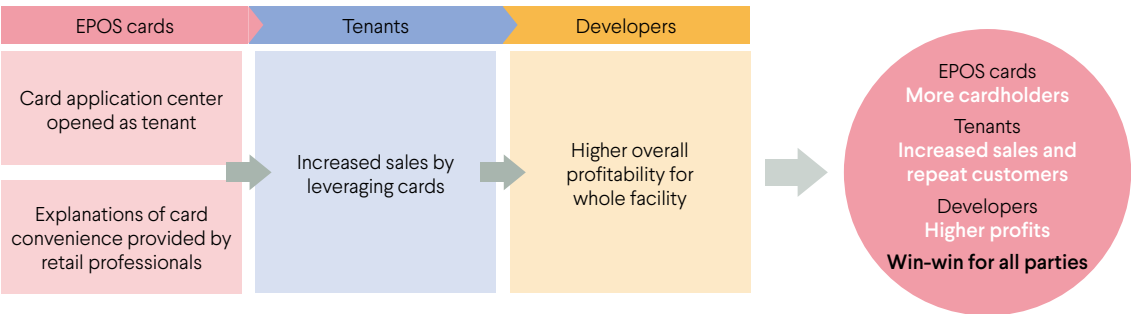 EPOS cards
Tenants
Developers
Card application center
opened as tenant
Explanations of card
convenience provided by
retail professionals
Increased sales by
leveraging cards
Higher overall
profitability for
whole facility
EPOS cards
More cardholders
Tenants
Increased sales and
repeat customers
Developers
Higher profits
Win-win for all parties